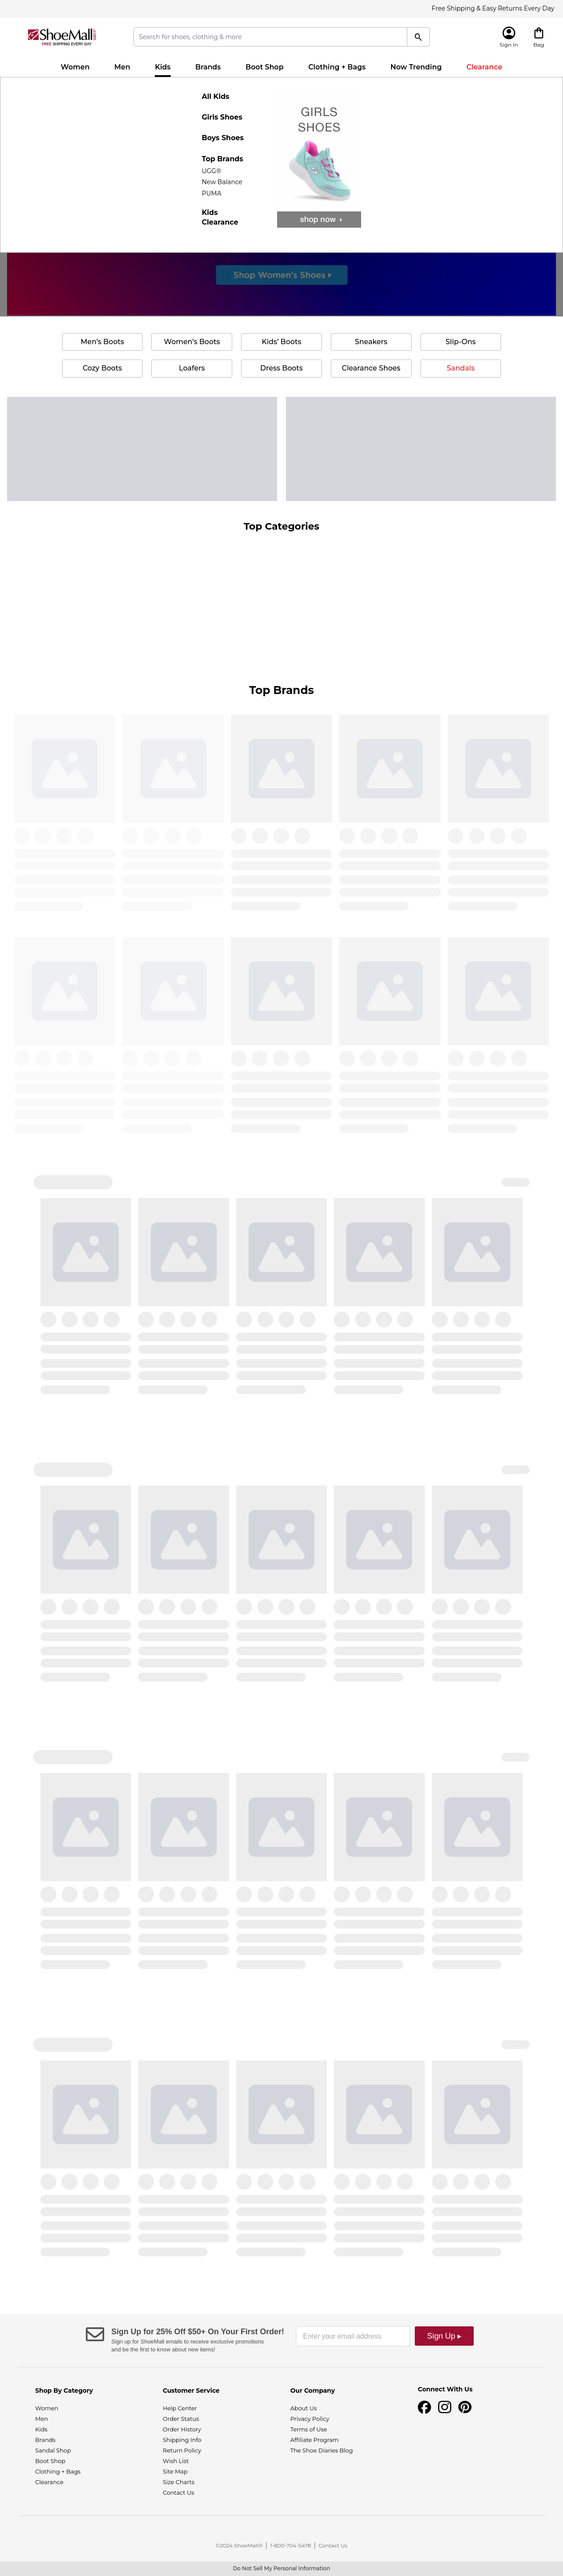 Free Shipping & Easy Returns Every Day
ShoeMall
FREE SHIPPING EVERY DAY
Search for shoes, clothing & more
Sign In
Bag
Women
Men
Kids
Brands
Boot Shop
Clothing + Bags
Now Trending
Clearance
All Kids
Girls Shoes
Boys Shoes
Top Brands
UGG®
New Balance
PUMA
Kids
Clearance
GIRLS
SHOES
shop now
Shop Women's Shoes
Men's Boots
Women's Boots
Kids' Boots
Sneakers
Slip-Ons
Cozy Boots
Loafers
Dress Boots
Clearance Shoes
Sandals
Top Categories
Top Brands
Sign Up for 25% Off $50+ On Your First Order!
Sign up for ShoeMall emails to receive exclusive promotions
and be the first to know about new items!
Enter your email address
Sign Up ▸
Shop By Category
Women
Men
Kids
Brands
Sandal Shop
Boot Shop
Clothing + Bags
Clearance
Customer Service
Help Center
Order Status
Order History
Shipping Info
Return Policy
Wish List
Site Map
Size Charts
Contact Us
Our Company
About Us
Privacy Policy
Terms of Use
Affiliate Program
The Shoe Diaries Blog
Connect With Us
©2024 ShoeMall® | 1-800-704-5478 | Contact Us
Do Not Sell My Personal Information